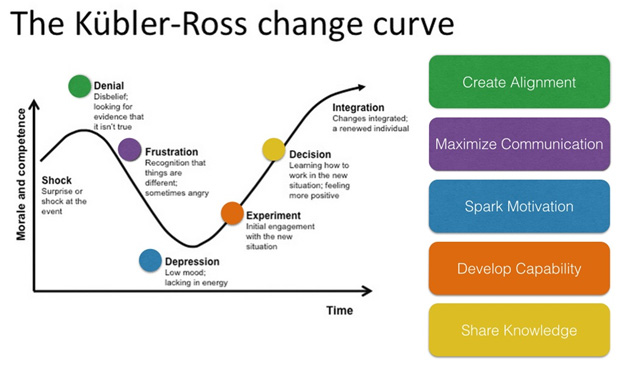 The Kübler-Ross change curve
Morale and competence
Shock
Surprise or
shock at the
event
Denial
Disbelief;
looking for
evidence that
it isn't true
Frustration
Recognition that
things are
different;
sometimes angry
Depression
Low mood;
lacking in energy
Experiment
Initial engagement
with the new
situation
Decision
Learning how to
work in the new
situation; feeling
more positive
Integration
Changes integrated;
a renewed individual
Time
Create Alignment
Maximize Communication
Spark Motivation
Develop Capability
Share Knowledge